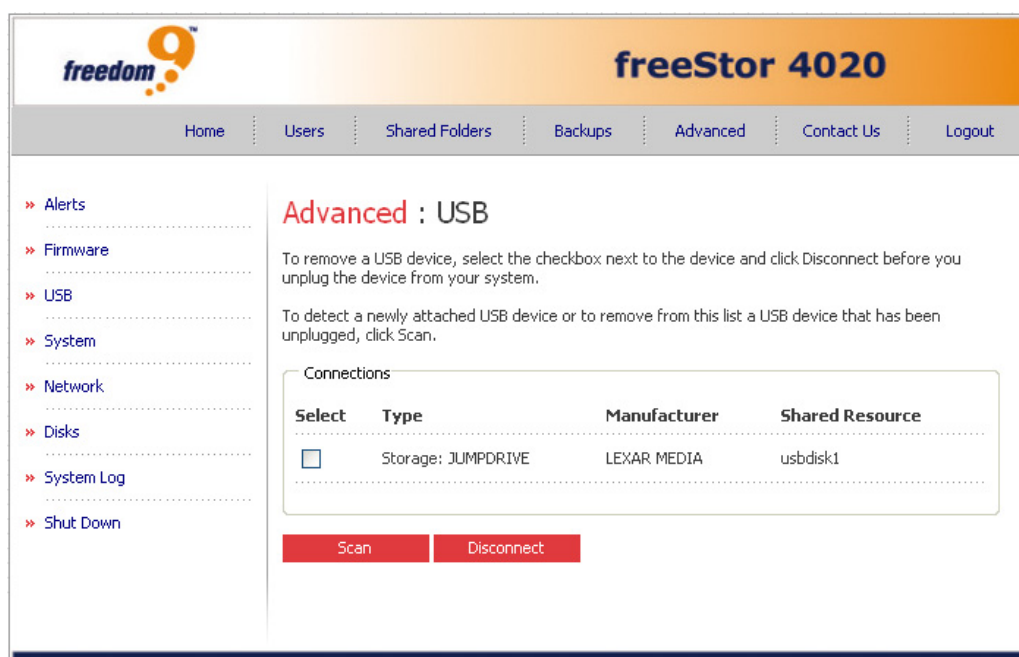 freedom9™
freeStor 4020
Home Users Shared Folders Backups Advanced Contact Us Logout
» Alerts
» Firmware
» USB
» System
» Network
» Disks
» System Log
» Shut Down
Advanced : USB
To remove a USB device, select the checkbox next to the device and click Disconnect before you
unplug the device from your system.
To detect a newly attached USB device or to remove from this list a USB device that has been
unplugged, click Scan.
Connections
Select Type Manufacturer Shared Resource
Storage: JUMPDRIVE LEXAR MEDIA usbdisk1
Scan Disconnect